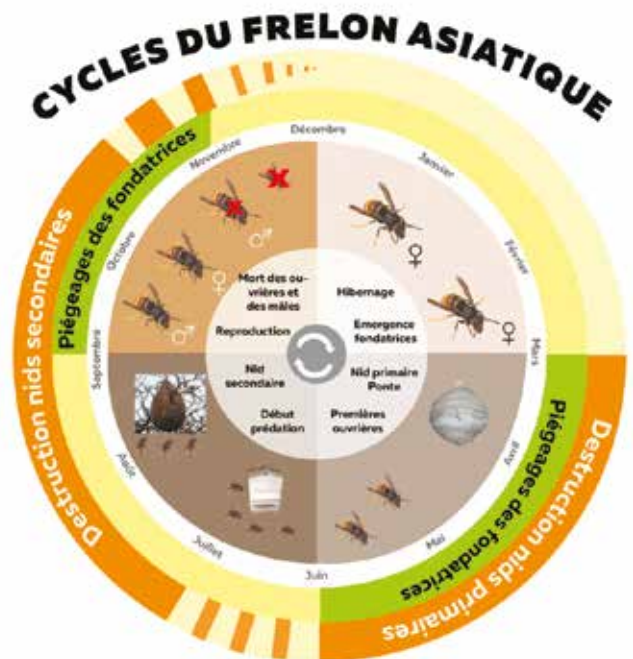 CYCLES DU FRELON ASIATIQUE
Décembre
Janvier
Février
Mars
Avril
Mai
Juin
Juillet
Août
Septembre
Octobre
Novembre
Piégeages des fondatrices
Destruction nids secondaires
Piégeages des fondatrices
Destruction nids primaires
Mort des ou-
vrières et
des mâles
Reproduction
Hibernage
Emergence
fondatrices
Nid
secondaire
Début
prédation
Nid primaire
Ponte
Premières
ouvrières